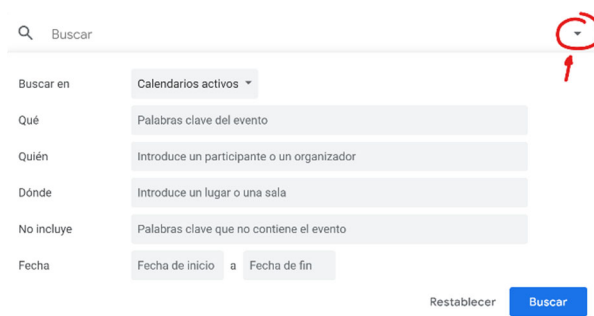 Buscar
Buscar en Calendarios activos
Qué Palabras clave del evento
Quién Introduce un participante o un organizador
Dónde Introduce un lugar o una sala
No incluye Palabras clave que no contiene el evento
Fecha Fecha de inicio a Fecha de fin
Restablecer Buscar